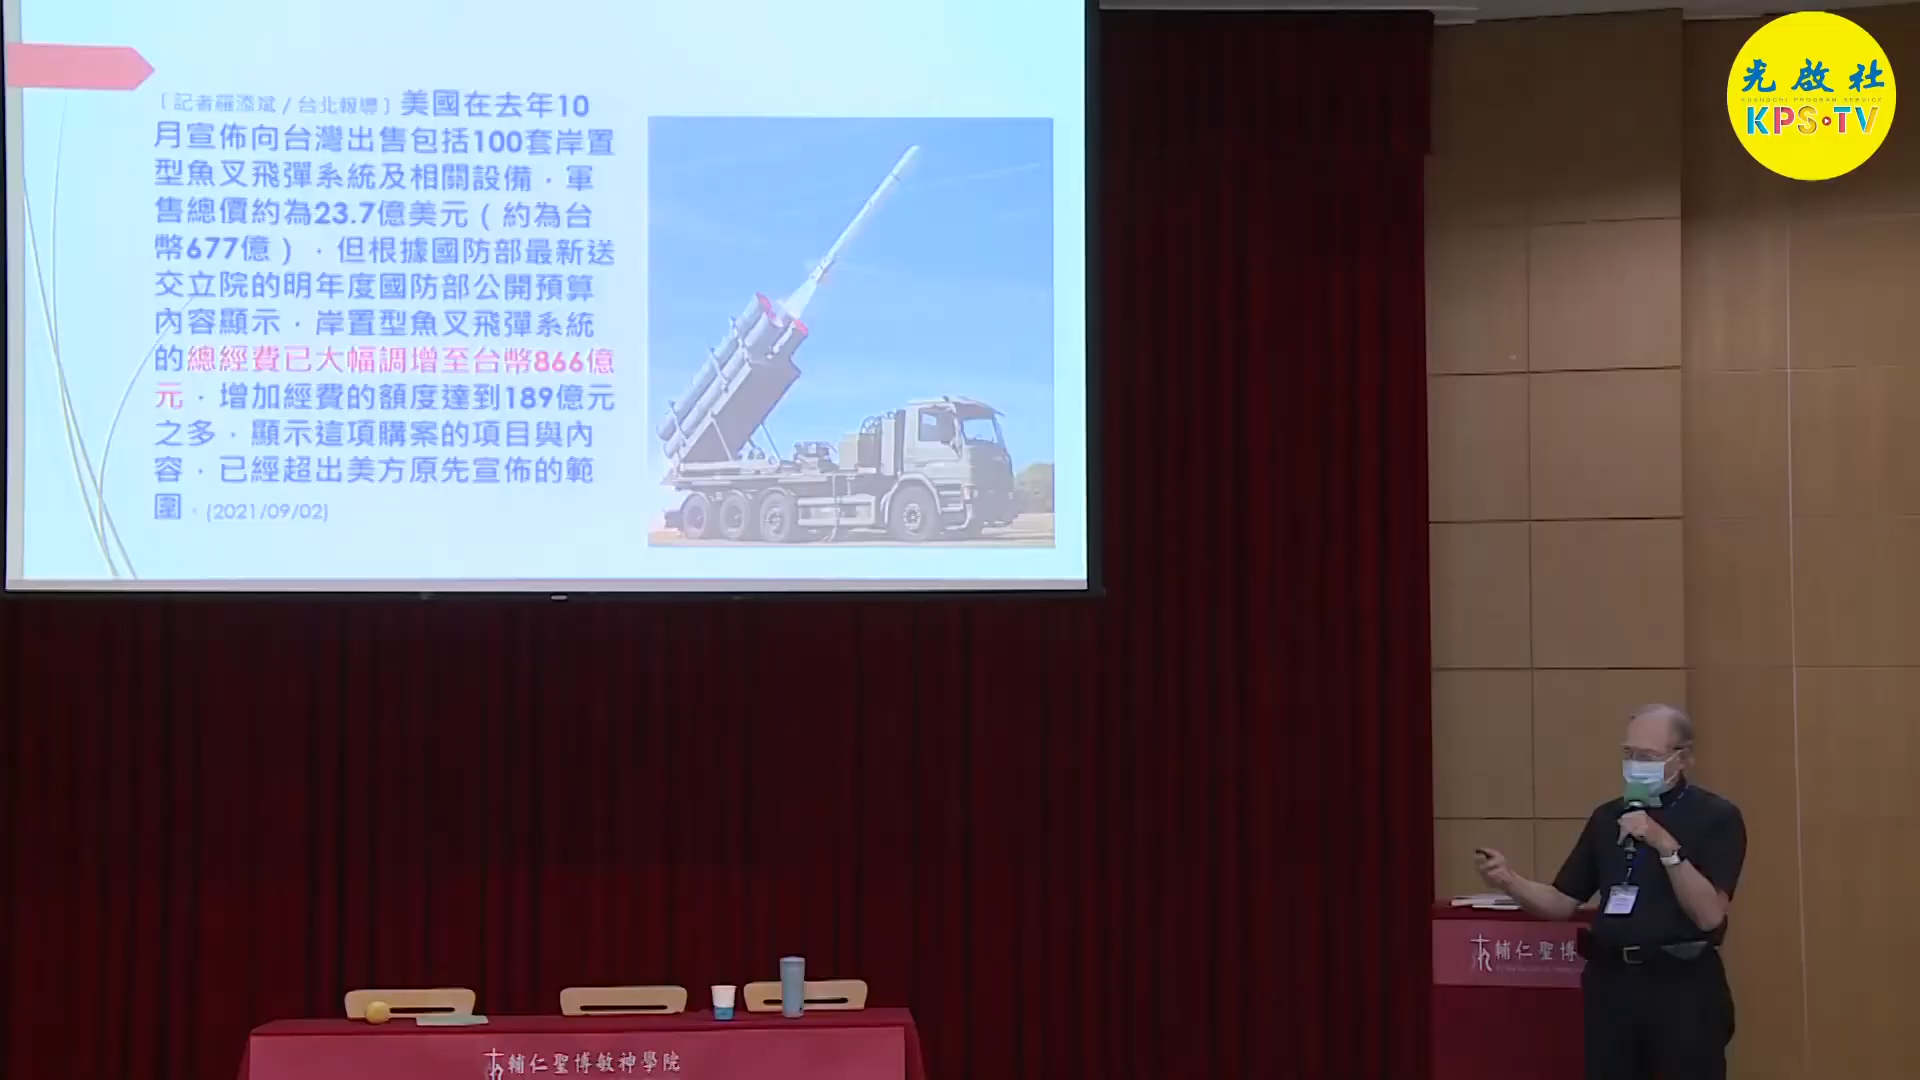 〔記者羅添斌/台北報導〕美國在去年10
月宣佈向台灣出售包括100套岸置
型魚叉飛彈系統及相關設備，軍
售總價約為23.7億美元（約為台
幣677億），但根據國防部最新送
交立院的明年度國防部公開預算
內容顯示，岸置型魚叉飛彈系統
的總經費已大幅調增至台幣866億
元，增加經費的額度達到189億元
之多，顯示這項購案的項目與內
容，已經超出美方原先宣佈的範
圍。(2021/09/02)
光啟社
KUANGCHI PROGRAM SERVICE
KPS TV
輔仁聖博
輔仁聖博敏神學院